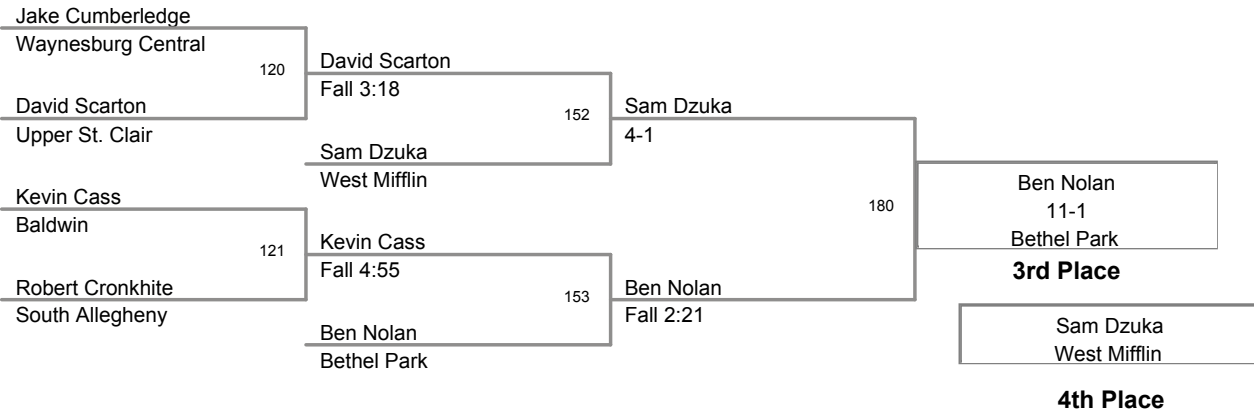 Jake Cumberledge
Waynesburg Central
120
David Scarton
Fall 3:18
David Scarton
Upper St. Clair
152
Sam Dzuka
4-1
Sam Dzuka
West Mifflin
Kevin Cass
Baldwin
180
Ben Nolan
11-1
Bethel Park
3rd Place
121
Kevin Cass
Fall 4:55
Robert Cronkhite
South Allegheny
153
Ben Nolan
Fall 2:21
Ben Nolan
Bethel Park
Sam Dzuka
West Mifflin
4th Place